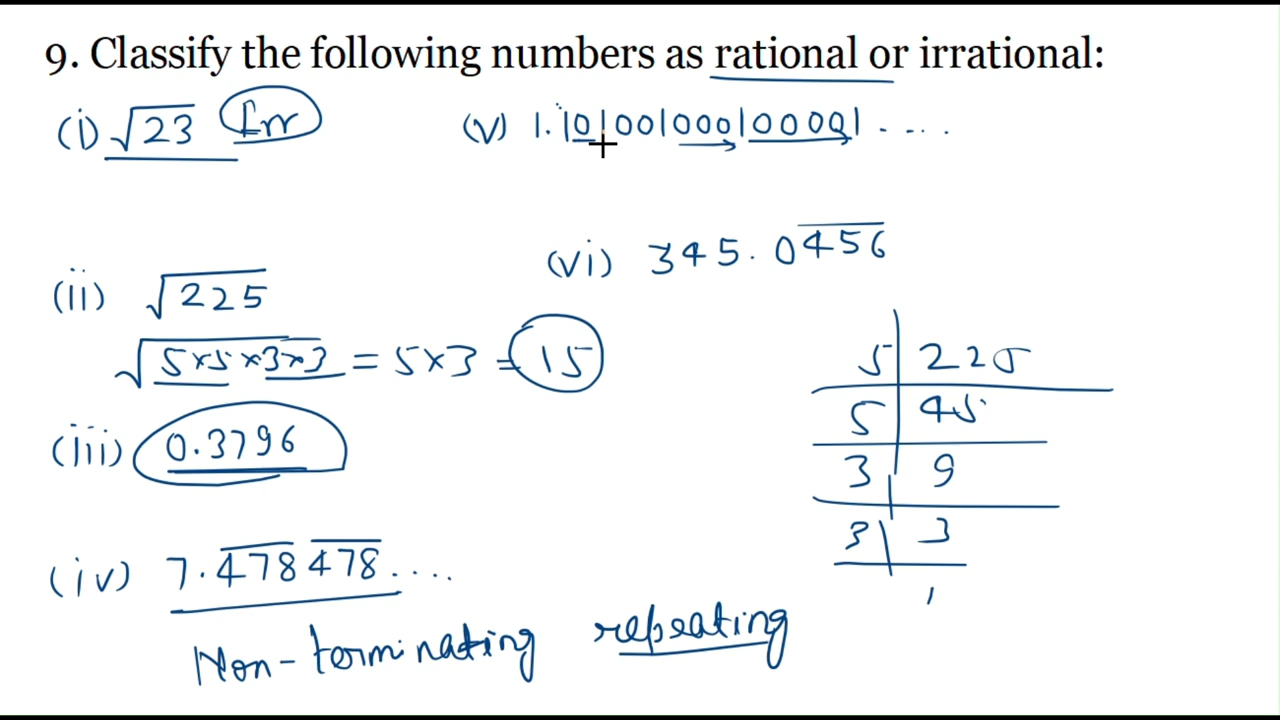 9. Classify the following numbers as rational or irrational:
(i) √23 Irr
(v) 1.101001000100001....
(ii) √225
√5×5×3×3 = 5×3 = 15
(iii) 0.3796
(iv) 7.478478....
Non-terminating repeating
(vi) 345.0456
5 225
5 45
3 9
3 3
1